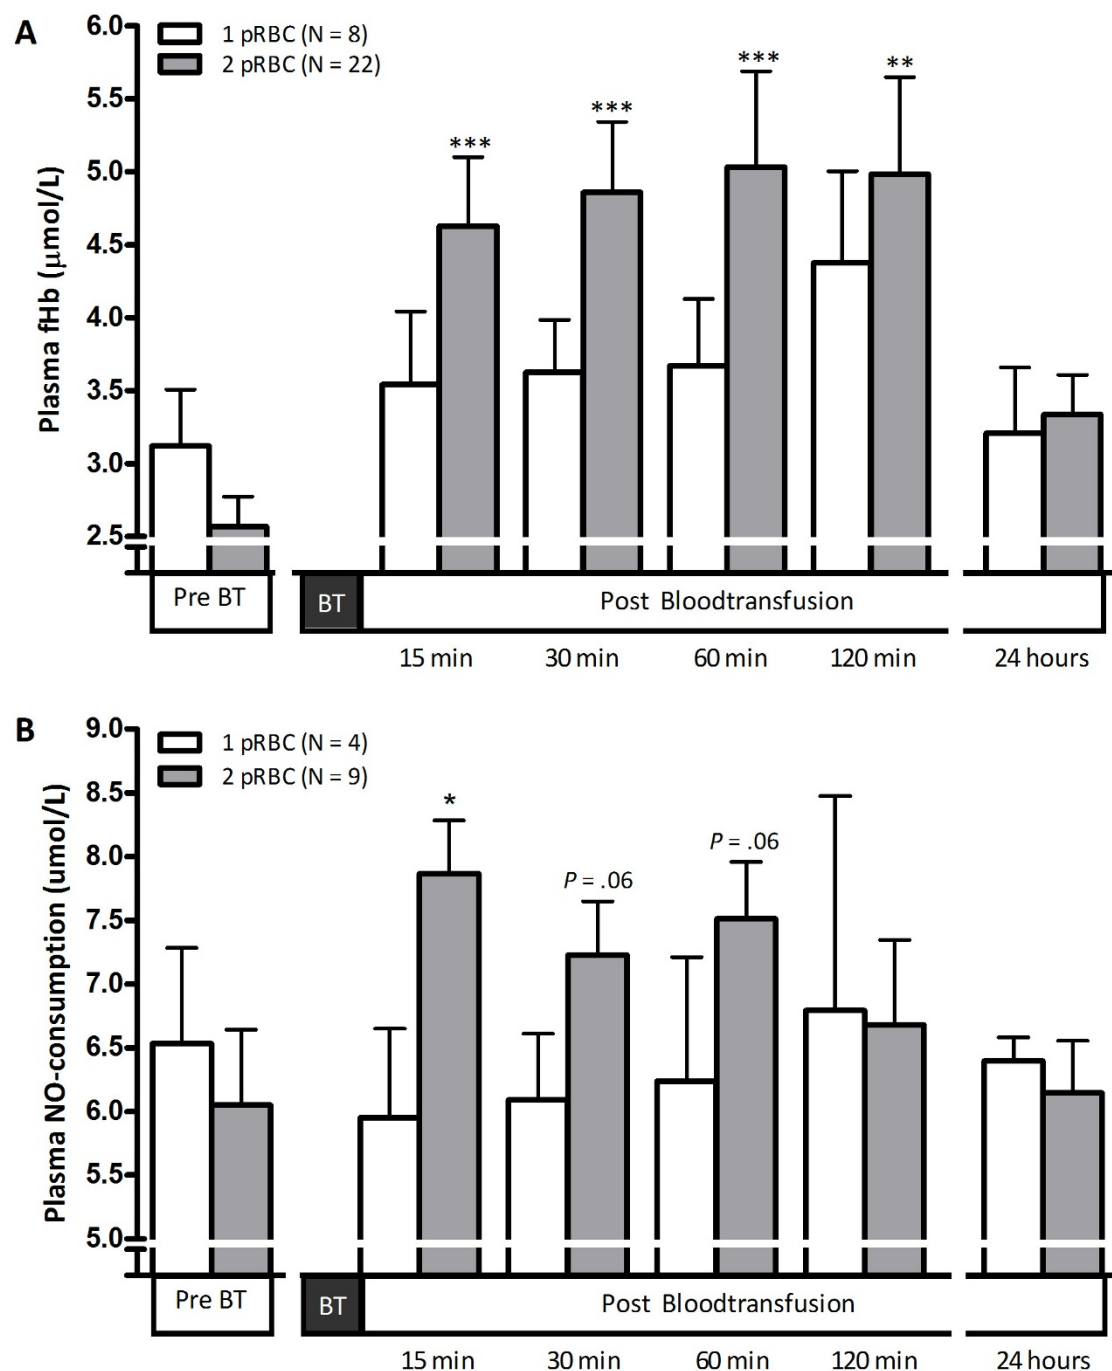 A
1 pRBC (N = 8)
2 pRBC (N = 22)
Plasma fHb (μmol/L)
6.0
5.5
5.0
4.5
4.0
3.5
3.0
2.5
***
***
***
**
Pre BT
BT
Post Bloodtransfusion
15 min
30 min
60 min
120 min
24 hours
B
1 pRBC (N = 4)
2 pRBC (N = 9)
Plasma NO-consumption (umol/L)
9.0
8.5
8.0
7.5
7.0
6.5
6.0
5.5
5.0
*
P = .06
P = .06
Pre BT
BT
Post Bloodtransfusion
15 min
30 min
60 min
120 min
24 hours